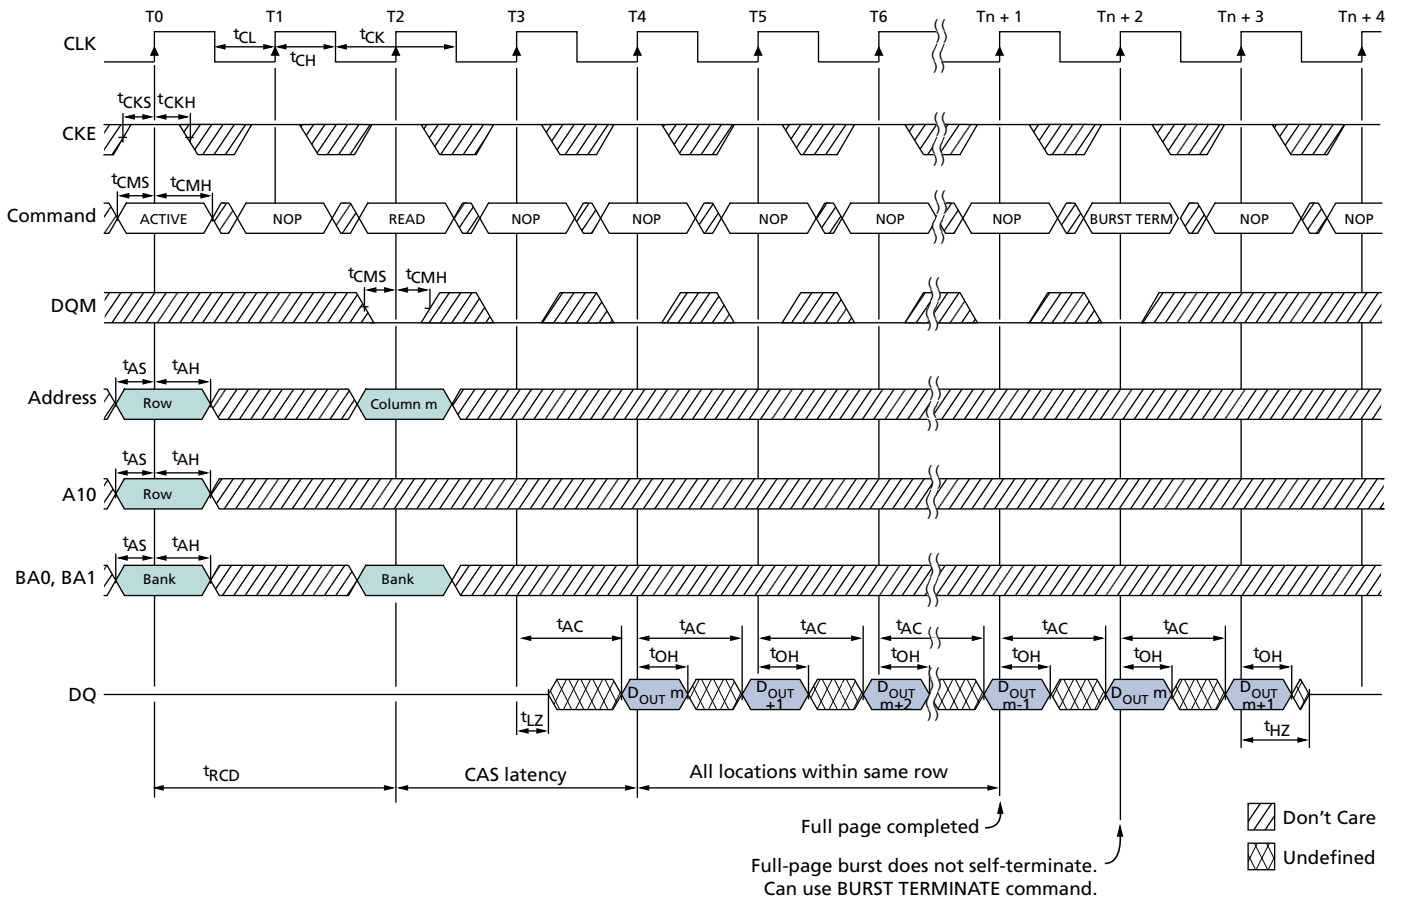 T0 T1 T2 T3 T4 T5 T6 Tn + 1 Tn + 2 Tn + 3 Tn + 4
CLK
tCL tCK
tCH
tCKS tCKH
CKE
tCMS tCMH
Command ACTIVE NOP READ NOP NOP NOP NOP NOP BURST TERM NOP NOP
tCMS tCMH
DQM
tAS tAH
Address Row Column m
tAS tAH
A10 Row
tAS tAH
BA0, BA1 Bank Bank
tAC tAC tAC tAC tAC tAC
tOH tOH tOH tOH tOH tOH
DQ DOUT m DOUT +1 DOUT m+2 DOUT m-1 DOUT m DOUT m+1
tLZ tHZ
tRCD CAS latency All locations within same row
Full page completed
Don't Care
Full-page burst does not self-terminate.
Can use BURST TERMINATE command.
Undefined